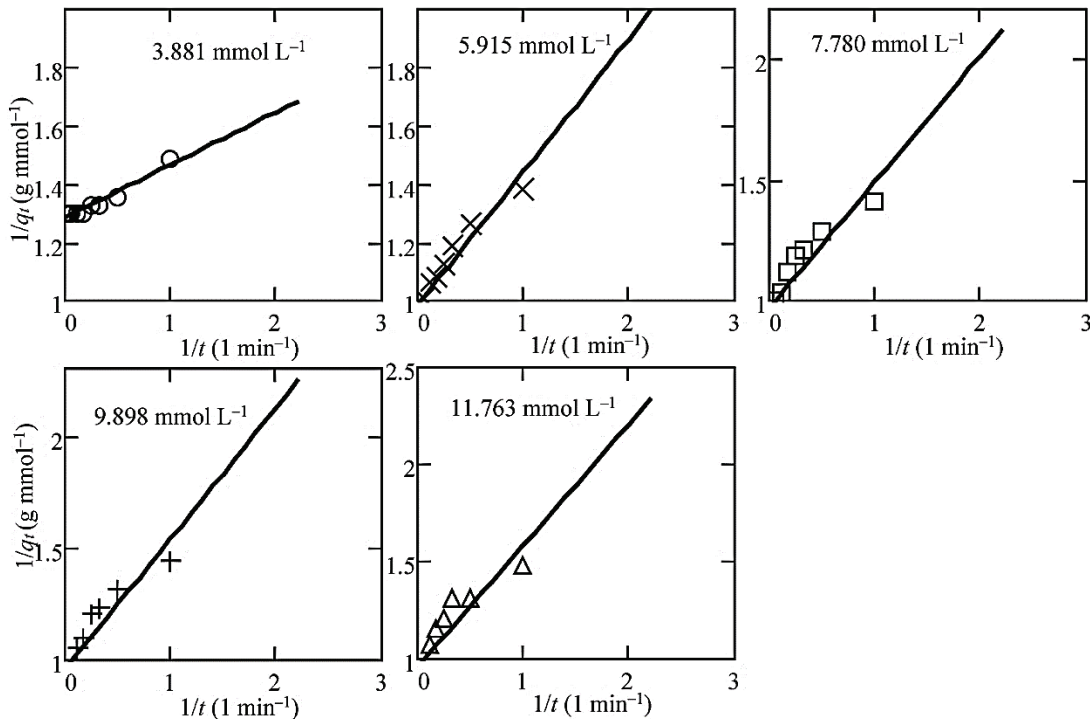 3.881 mmol L⁻¹
1/qₜ (g mmol⁻¹)
1.8
1.6
1.4
1.2
1
0 1 2 3
1/t (1 min⁻¹)
5.915 mmol L⁻¹
1.8
1.6
1.4
1.2
1
0 1 2 3
1/t (1 min⁻¹)
7.780 mmol L⁻¹
2
1.5
1
0 1 2 3
1/t (1 min⁻¹)
9.898 mmol L⁻¹
1/qₜ (g mmol⁻¹)
2
1.5
1
0 1 2 3
1/t (1 min⁻¹)
11.763 mmol L⁻¹
2.5
2
1.5
1
0 1 2 3
1/t (1 min⁻¹)